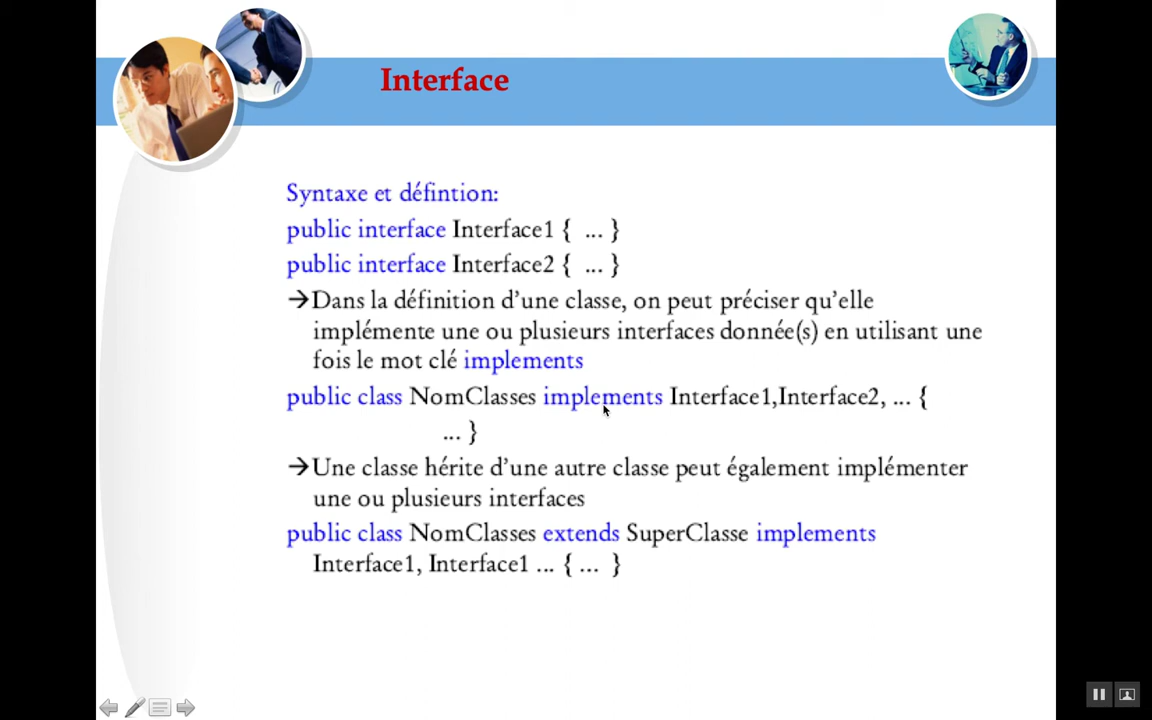 Interface
Syntaxe et défintion:
public interface Interface1 { ... }
public interface Interface2 { ... }
→Dans la définition d'une classe, on peut préciser qu'elle
implémente une ou plusieurs interfaces donnée(s) en utilisant une
fois le mot clé implements
public class NomClasses implements Interface1,Interface2, ... {
... }
→Une classe hérite d'une autre classe peut également implémenter
une ou plusieurs interfaces
public class NomClasses extends SuperClasse implements
Interface1, Interface1 ... { ... }